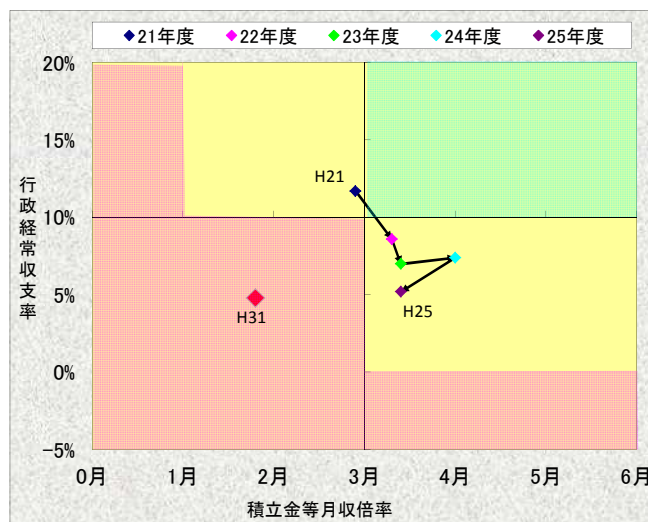 21年度 22年度 23年度 24年度 25年度
20%
15%
10%
5%
0%
-5%
行政経常収支率
H21
H31
H25
0月 1月 2月 3月 4月 5月 6月
積立金等月収倍率